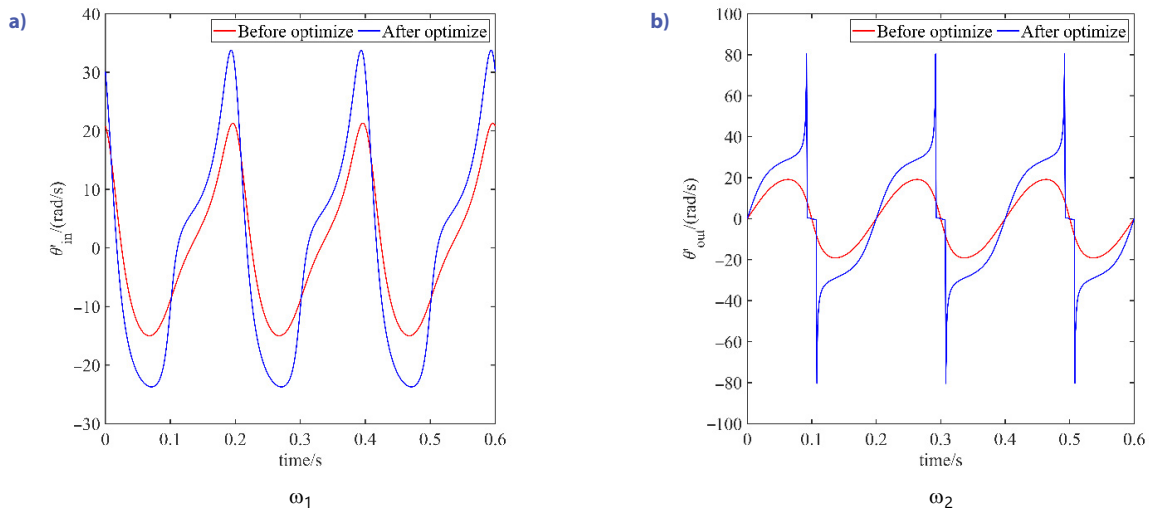 a)
40
30
20
10
0
−10
−20
−30
θ'in/(rad/s)
Before optimize After optimize
0 0.1 0.2 0.3 0.4 0.5 0.6
time/s
ω1
b)
100
80
60
40
20
0
−20
−40
−60
−80
−100
θ'out/(rad/s)
Before optimize After optimize
0 0.1 0.2 0.3 0.4 0.5 0.6
time/s
ω2